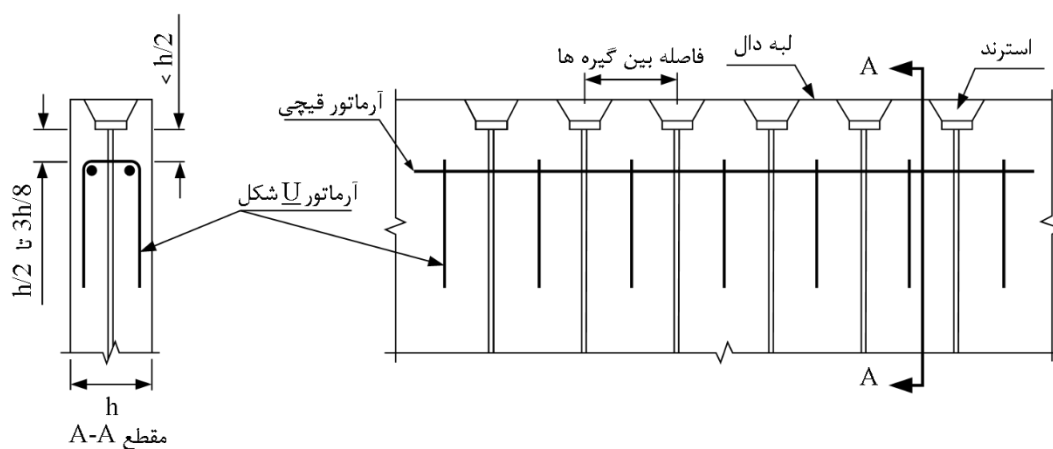 استرند
لبه دال
فاصله بین گیره ها
آرماتور قیچی
آرماتور U شکل
A
A
< h/2
h/2 تا 3h/8
h
مقطع A-A